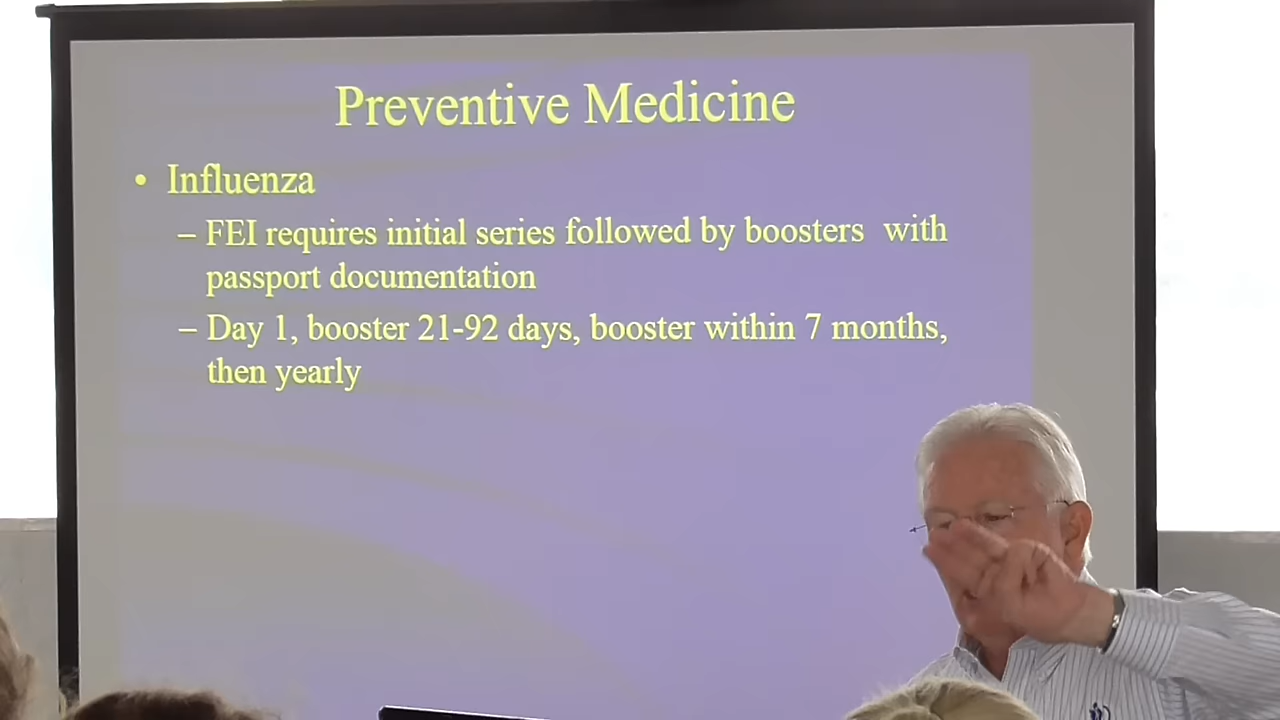 Preventive Medicine
• Influenza
– FEI requires initial series followed by boosters with
passport documentation
– Day 1, booster 21-92 days, booster within 7 months,
then yearly